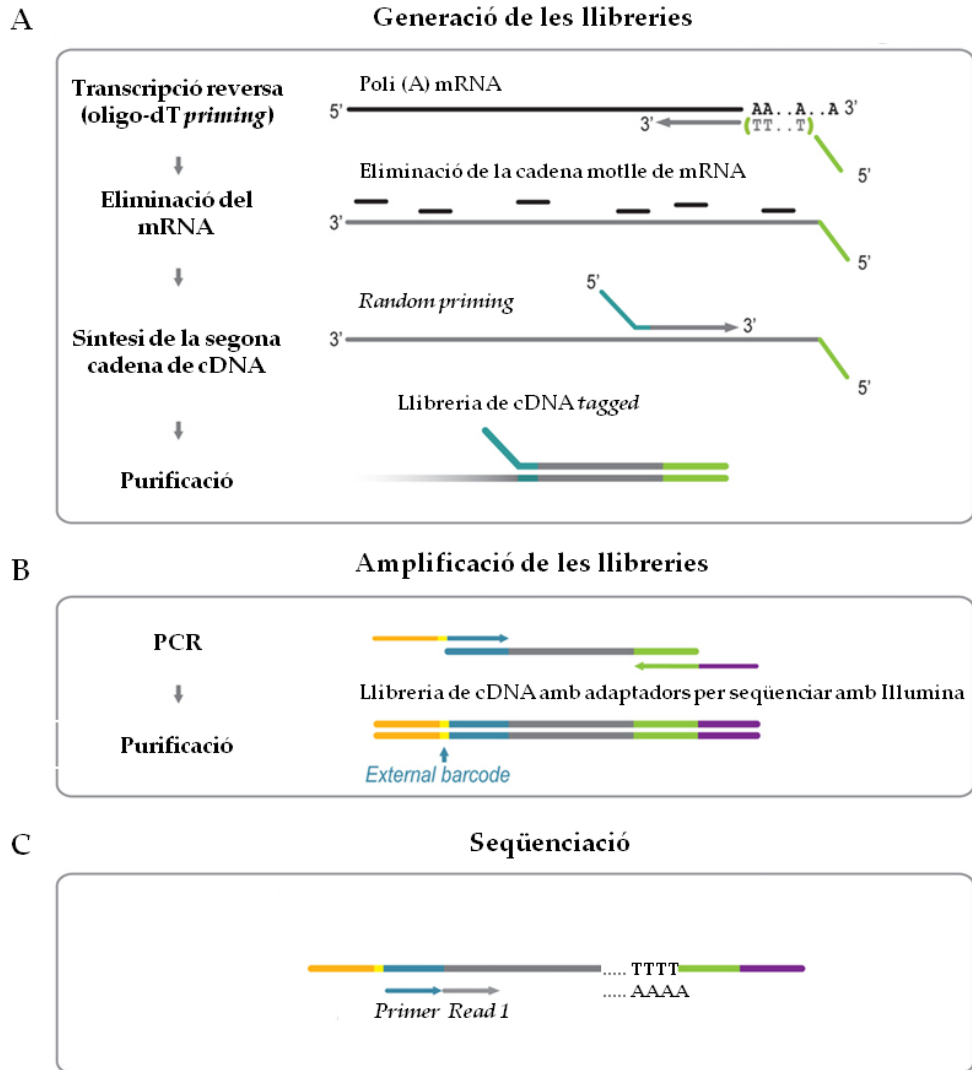 A
Generació de les llibreries
Transcripció reversa
(oligo-dT priming)
Poli (A) mRNA
5'
AA..A..A 3'
3'
(TT..T)
5'
Eliminació del
mRNA
Eliminació de la cadena motlle de mRNA
3'
5'
Síntesi de la segona
cadena de cDNA
Random priming
5'
3'
3'
5'
Purificació
Llibreria de cDNA tagged
B
Amplificació de les llibreries
PCR
Llibreria de cDNA amb adaptadors per seqüenciar amb Illumina
Purificació
External barcode
C
Seqüenciació
..... TTTT
..... AAAA
Primer Read 1